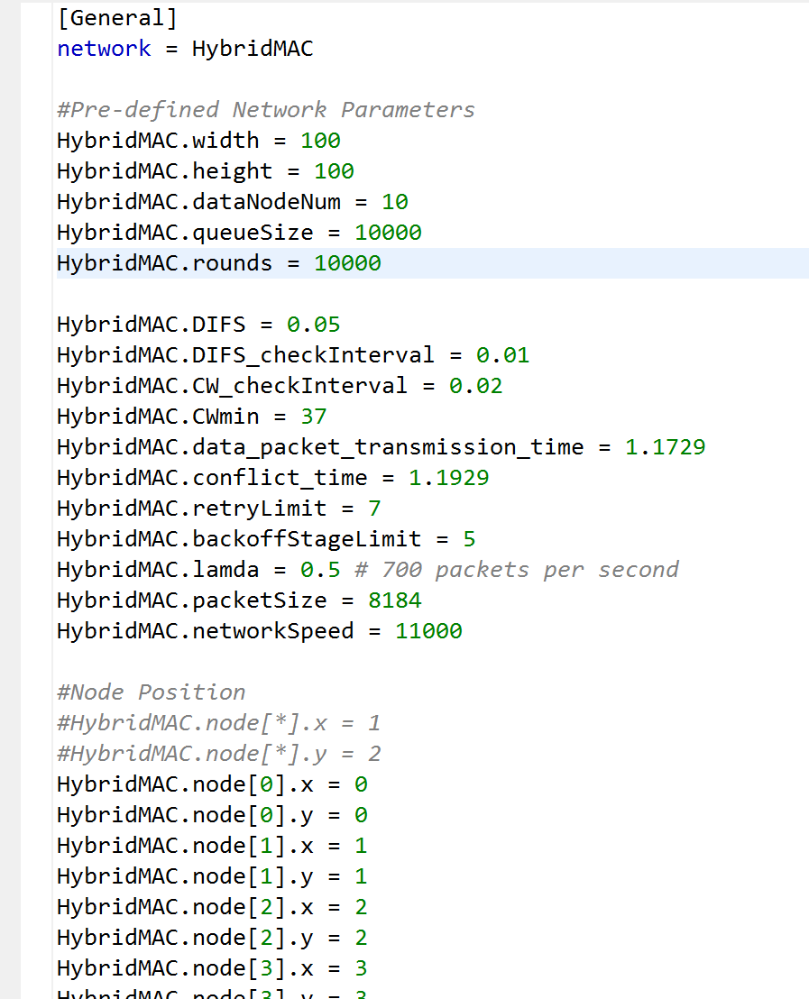 [General]
network = HybridMAC
#Pre-defined Network Parameters
HybridMAC.width = 100
HybridMAC.height = 100
HybridMAC.dataNodeNum = 10
HybridMAC.queueSize = 10000
HybridMAC.rounds = 10000
HybridMAC.DIFS = 0.05
HybridMAC.DIFS_checkInterval = 0.01
HybridMAC.CW_checkInterval = 0.02
HybridMAC.CWmin = 37
HybridMAC.data_packet_transmission_time = 1.1729
HybridMAC.conflict_time = 1.1929
HybridMAC.retryLimit = 7
HybridMAC.backoffStageLimit = 5
HybridMAC.lamda = 0.5 # 700 packets per second
HybridMAC.packetSize = 8184
HybridMAC.networkSpeed = 11000
#Node Position
#HybridMAC.node[*].x = 1
#HybridMAC.node[*].y = 2
HybridMAC.node[0].x = 0
HybridMAC.node[0].y = 0
HybridMAC.node[1].x = 1
HybridMAC.node[1].y = 1
HybridMAC.node[2].x = 2
HybridMAC.node[2].y = 2
HybridMAC.node[3].x = 3
HybridMAC.node[3].y = 3